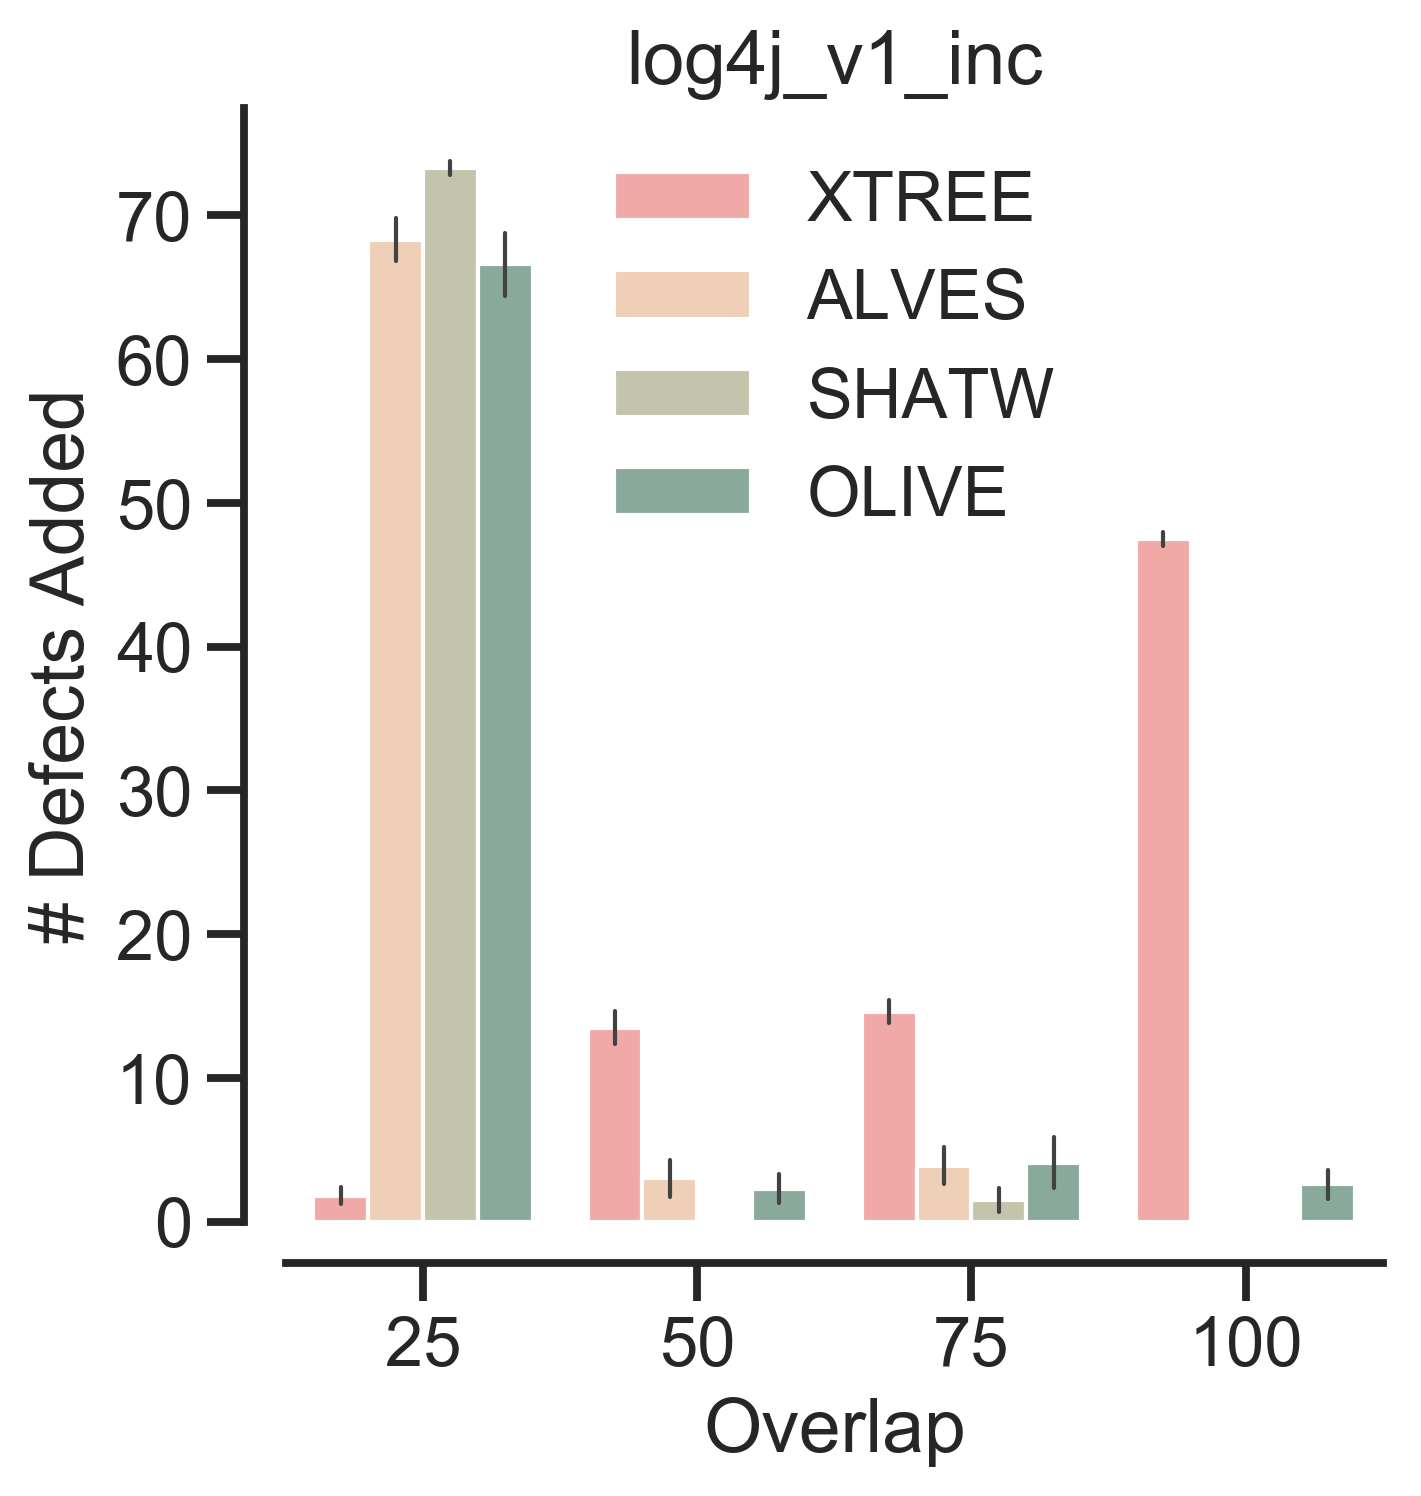 log4j_v1_inc
XTREE
ALVES
SHATW
OLIVE
# Defects Added
70
60
50
40
30
20
10
0
25 50 75 100
Overlap